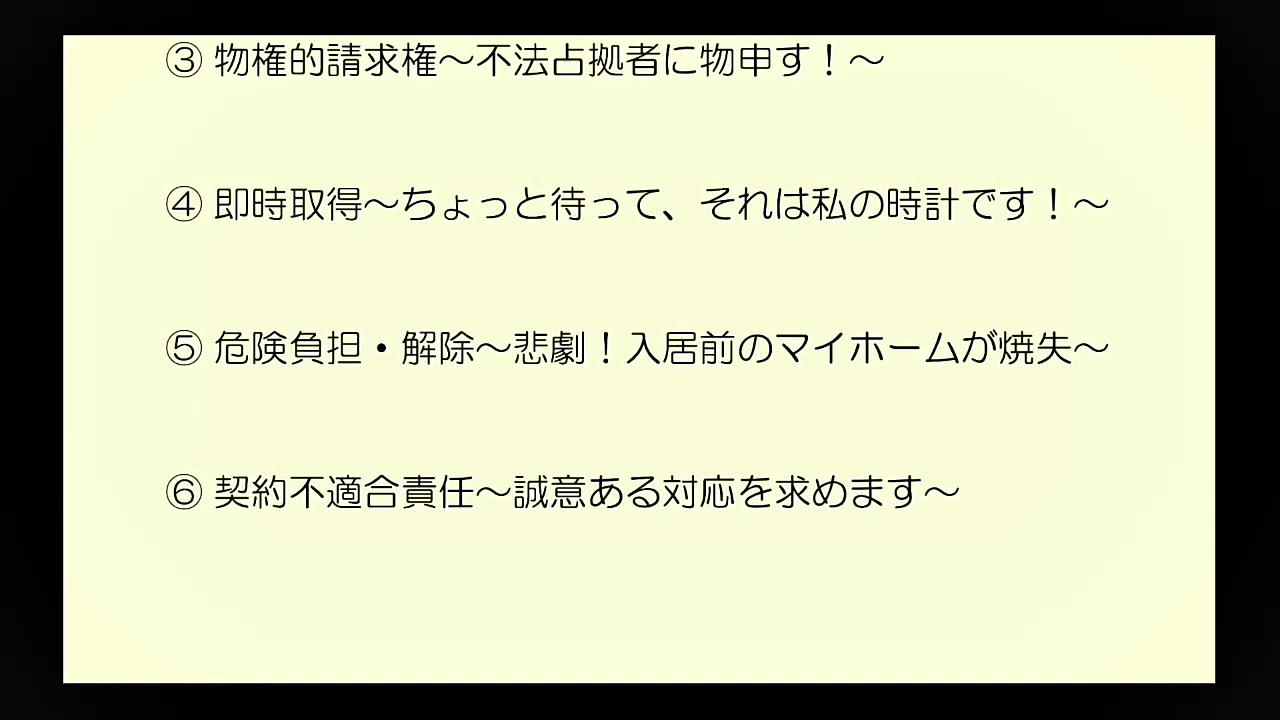 ③ 物権的請求権～不法占拠者に物申す！～
④ 即時取得～ちょっと待って、それは私の時計です！～
⑤ 危険負担・解除～悲劇！入居前のマイホームが焼失～
⑥ 契約不適合責任～誠意ある対応を求めます～